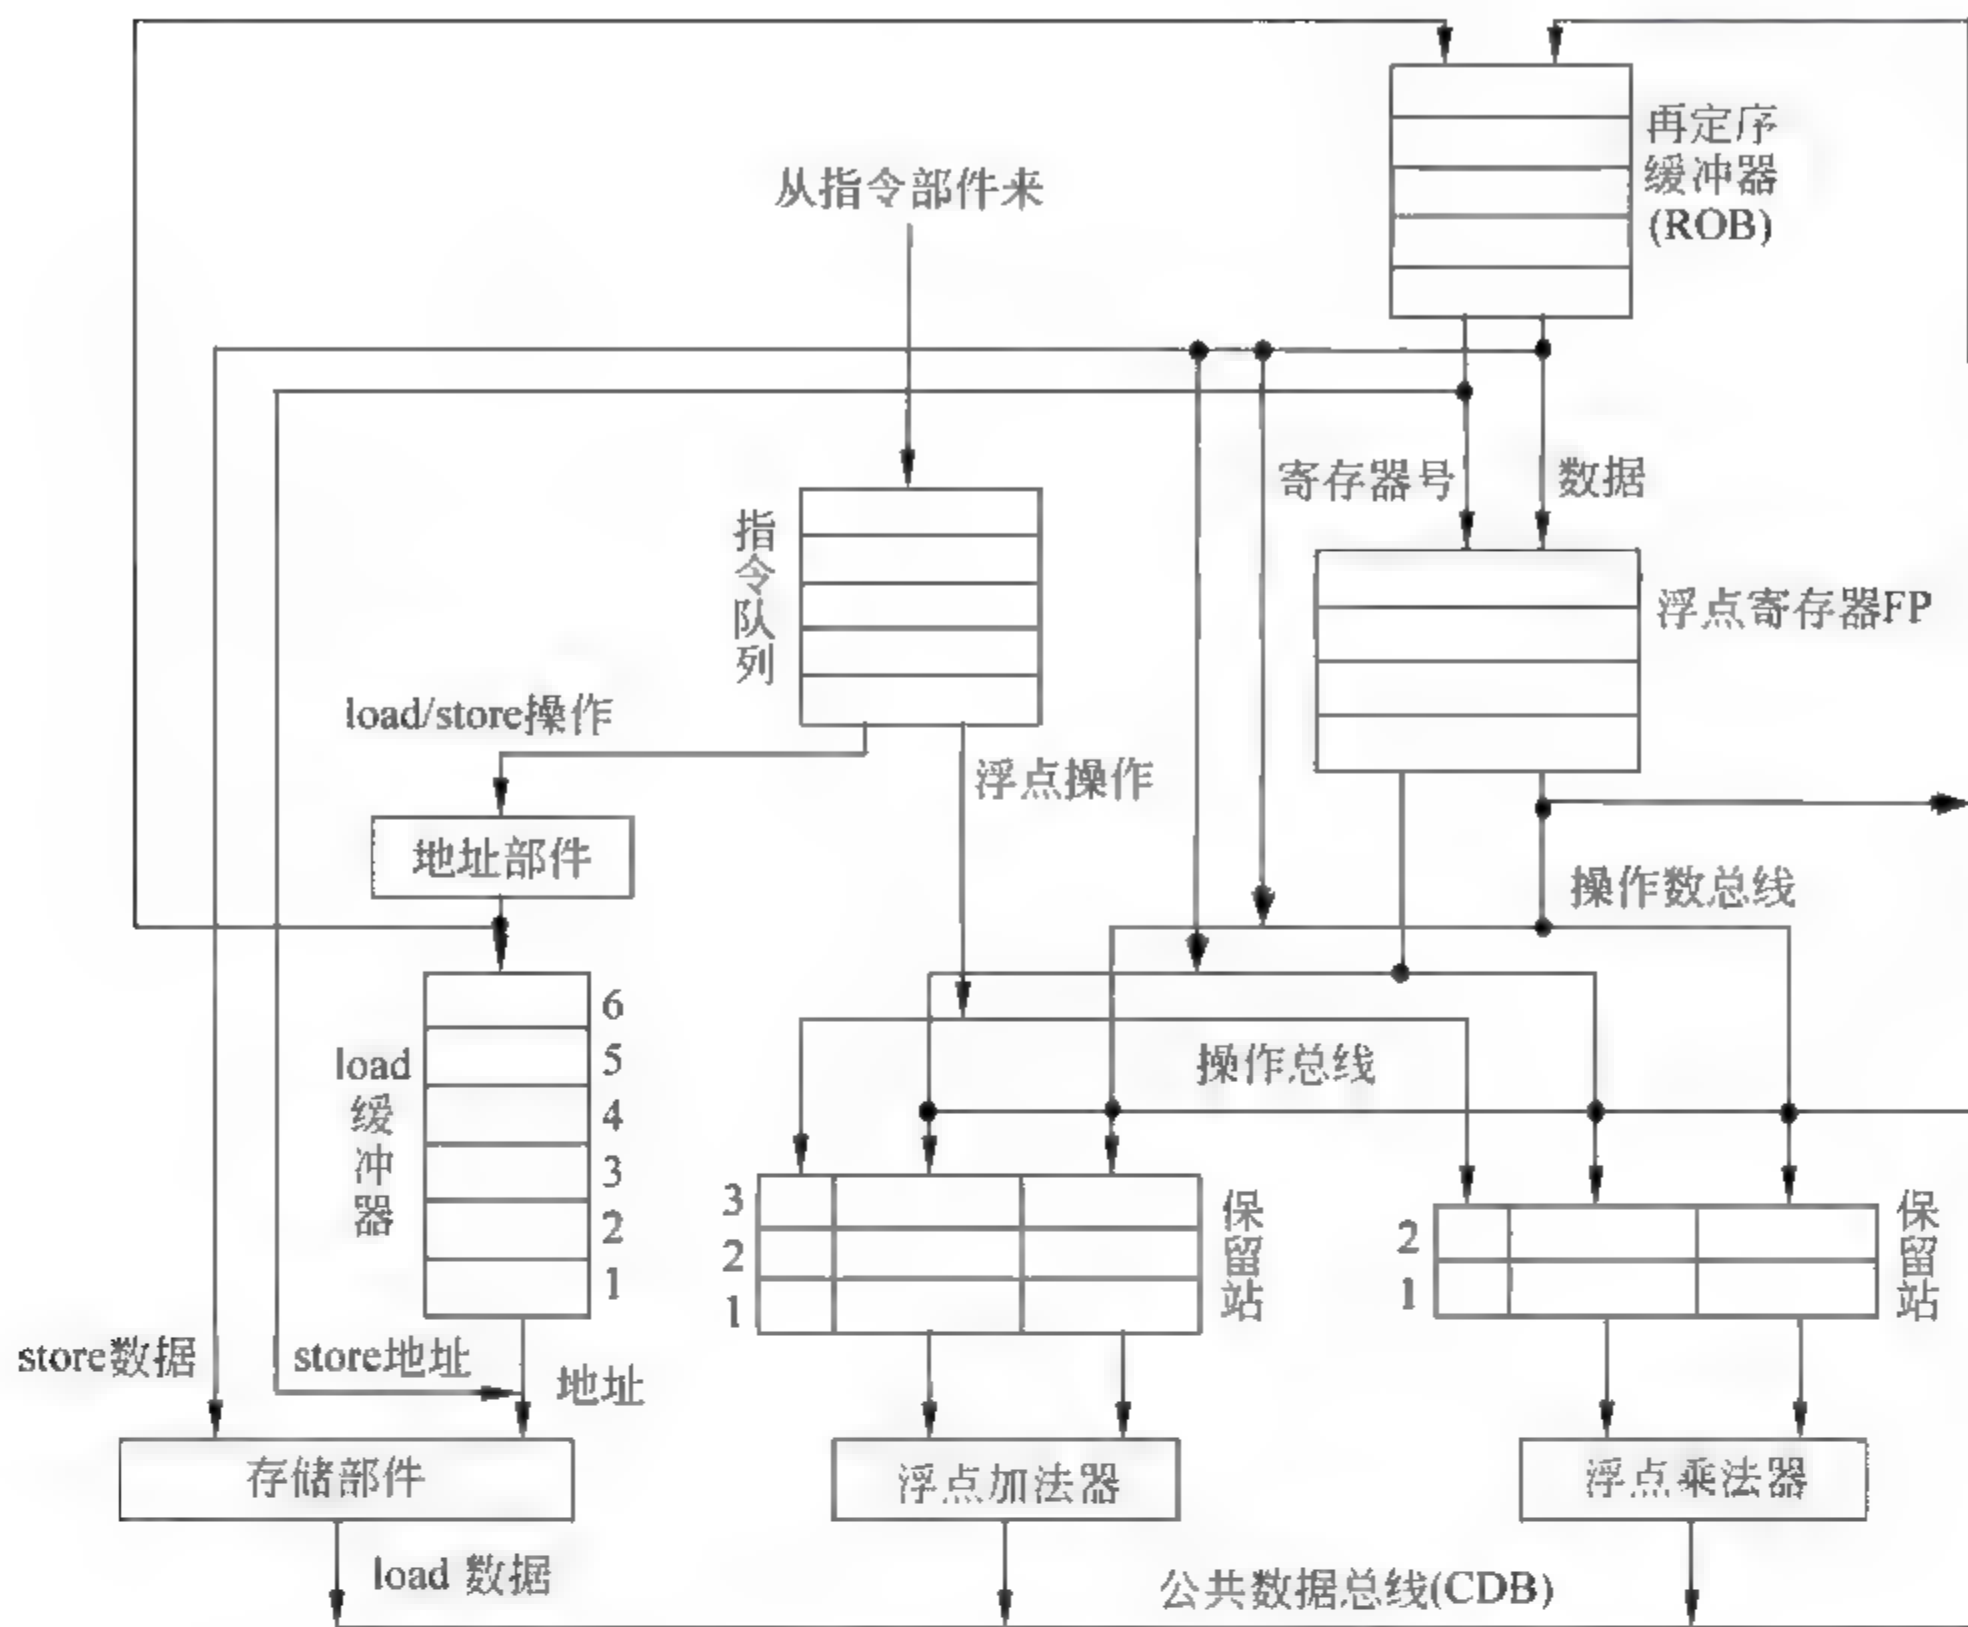 再定序
缓冲器
(ROB)
从指令部件来
寄存器号
数据
指令队列
浮点寄存器FP
load/store操作
浮点操作
地址部件
操作数总线
6
5
4
3
2
1
load
缓冲器
操作总线
3
2
1
保留站
2
1
保留站
store数据
store地址
地址
存储部件
浮点加法器
浮点乘法器
load 数据
公共数据总线(CDB)